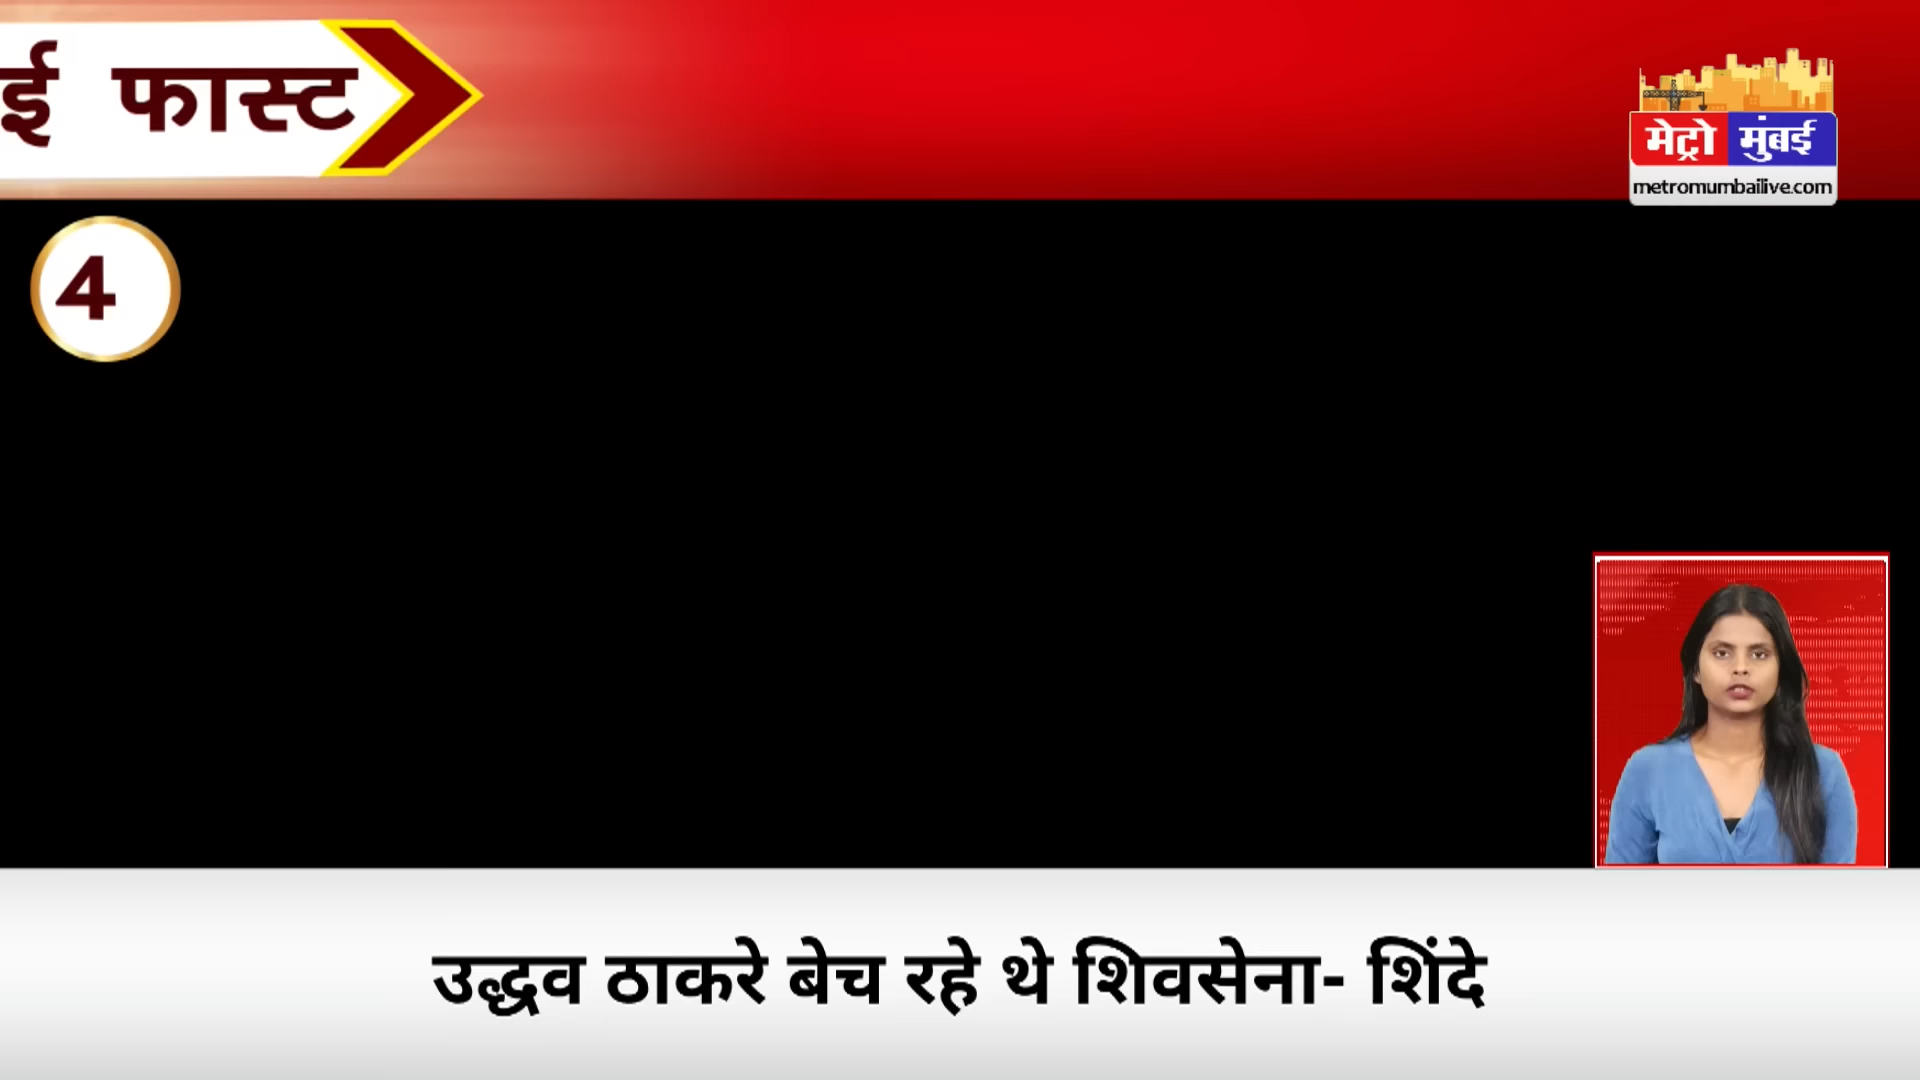 ई फास्ट
मेट्रो मुंबई
metromumbailive.com
4
उद्धव ठाकरे बेच रहे थे शिवसेना- शिंदे